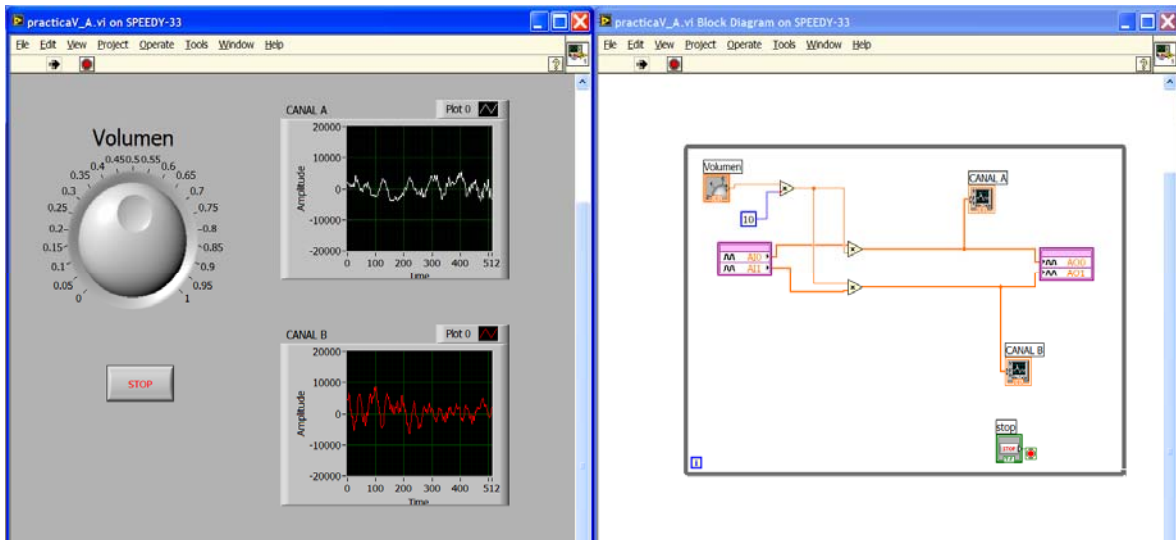 practicaV_A.vi on SPEEDY-33
File Edit View Project Operate Tools Window Help
Volumen
0 0.05 0.1 0.15 0.2 0.25 0.3 0.35 0.4 0.45 0.5 0.55 0.6 0.65 0.7 0.75 0.8 0.85 0.9 0.95 1
STOP
CANAL A
Plot 0
Amplitude
20000
10000
0
-10000
-20000
0 100 200 300 400 512
Time
CANAL B
Plot 0
Amplitude
20000
10000
0
-10000
-20000
0 100 200 300 400 512
Time
practicaV_A.vi Block Diagram on SPEEDY-33
File Edit View Project Operate Tools Window Help
Volumen
10
CANAL A
AI0
AI1
AO0
AO1
CANAL B
stop
STOP
TF
i